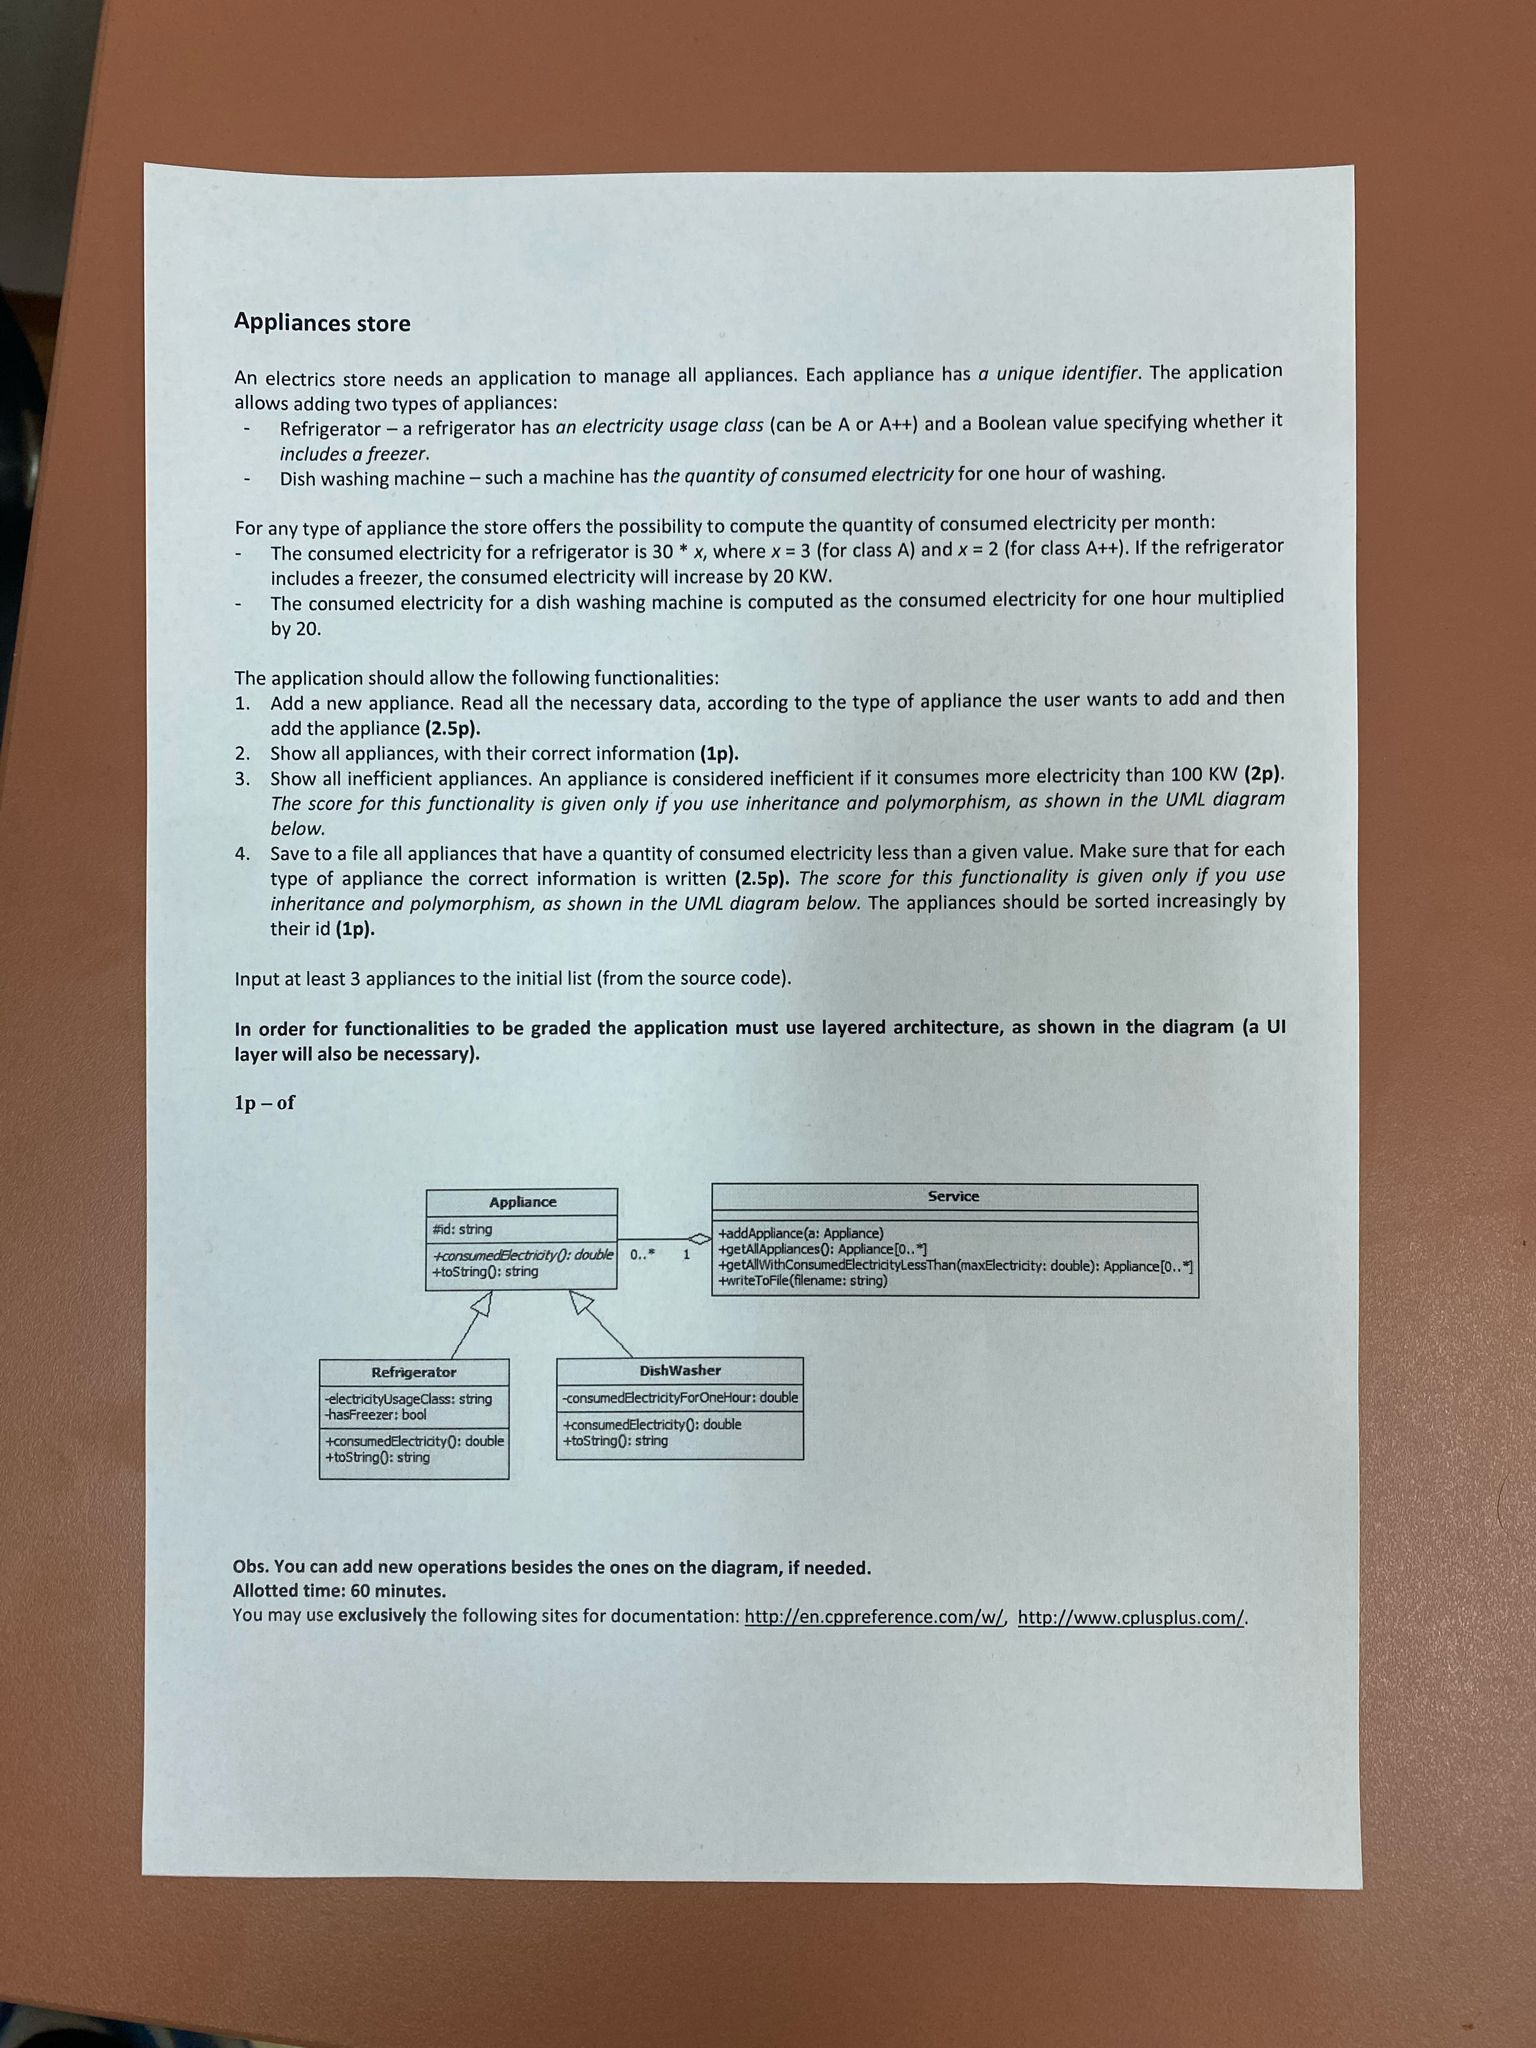 Appliances store
An electrics store needs an application to manage all appliances. Each appliance has a unique identifier. The application
allows adding two types of appliances:
- Refrigerator – a refrigerator has an electricity usage class (can be A or A++) and a Boolean value specifying whether it
includes a freezer.
- Dish washing machine – such a machine has the quantity of consumed electricity for one hour of washing.
For any type of appliance the store offers the possibility to compute the quantity of consumed electricity per month:
- The consumed electricity for a refrigerator is 30 * x, where x = 3 (for class A) and x = 2 (for class A++). If the refrigerator
includes a freezer, the consumed electricity will increase by 20 KW.
- The consumed electricity for a dish washing machine is computed as the consumed electricity for one hour multiplied
by 20.
The application should allow the following functionalities:
1. Add a new appliance. Read all the necessary data, according to the type of appliance the user wants to add and then
add the appliance (2.5p).
2. Show all appliances, with their correct information (1p).
3. Show all inefficient appliances. An appliance is considered inefficient if it consumes more electricity than 100 KW (2p).
The score for this functionality is given only if you use inheritance and polymorphism, as shown in the UML diagram
below.
4. Save to a file all appliances that have a quantity of consumed electricity less than a given value. Make sure that for each
type of appliance the correct information is written (2.5p). The score for this functionality is given only if you use
inheritance and polymorphism, as shown in the UML diagram below. The appliances should be sorted increasingly by
their id (1p).
Input at least 3 appliances to the initial list (from the source code).
In order for functionalities to be graded the application must use layered architecture, as shown in the diagram (a UI
layer will also be necessary).
1p – of
Appliance
#id: string
+consumedElectricity(): double
+toString(): string
0..*
1
Service
+addAppliance(a: Appliance)
+getAllAppliances(): Appliance[0..*]
+getAllWithConsumedElectricityLessThan(maxElectricity: double): Appliance[0..*]
+writeToFile(filename: string)
Refrigerator
-electricityUsageClass: string
-hasFreezer: bool
+consumedElectricity(): double
+toString(): string
DishWasher
-consumedElectricityForOneHour: double
+consumedElectricity(): double
+toString(): string
Obs. You can add new operations besides the ones on the diagram, if needed.
Allotted time: 60 minutes.
You may use exclusively the following sites for documentation: http://en.cppreference.com/w/, http://www.cplusplus.com/.